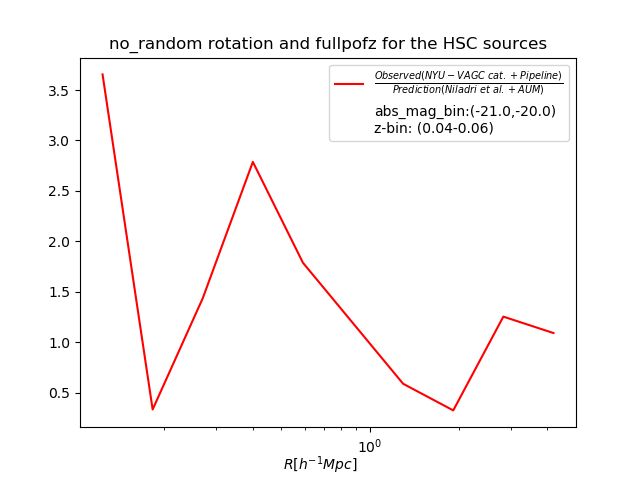 no_random rotation and fullpofz for the HSC sources
Observed(NYU − VAGC cat. + Pipeline)
Prediction(Niladri et al. + AUM)
abs_mag_bin:(-21.0,-20.0)
z-bin: (0.04-0.06)
3.5
3.0
2.5
2.0
1.5
1.0
0.5
10⁰
R[h⁻¹Mpc]